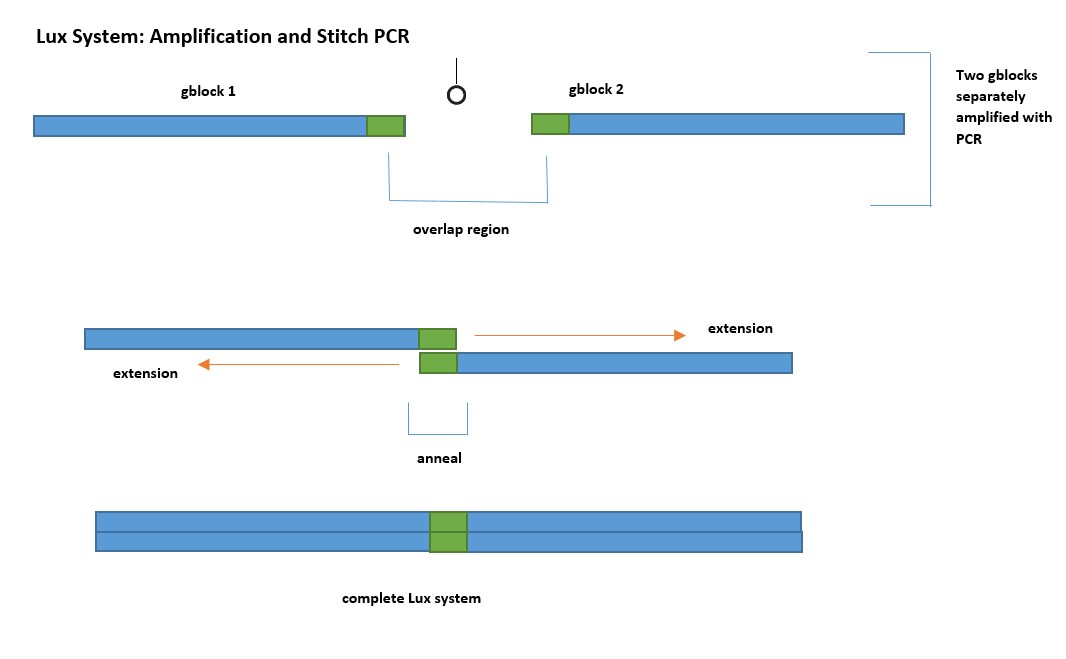 Lux System: Amplification and Stitch PCR
gblock 1
gblock 2
Two gblocks
separately
amplified with
PCR
overlap region
extension
extension
anneal
complete Lux system